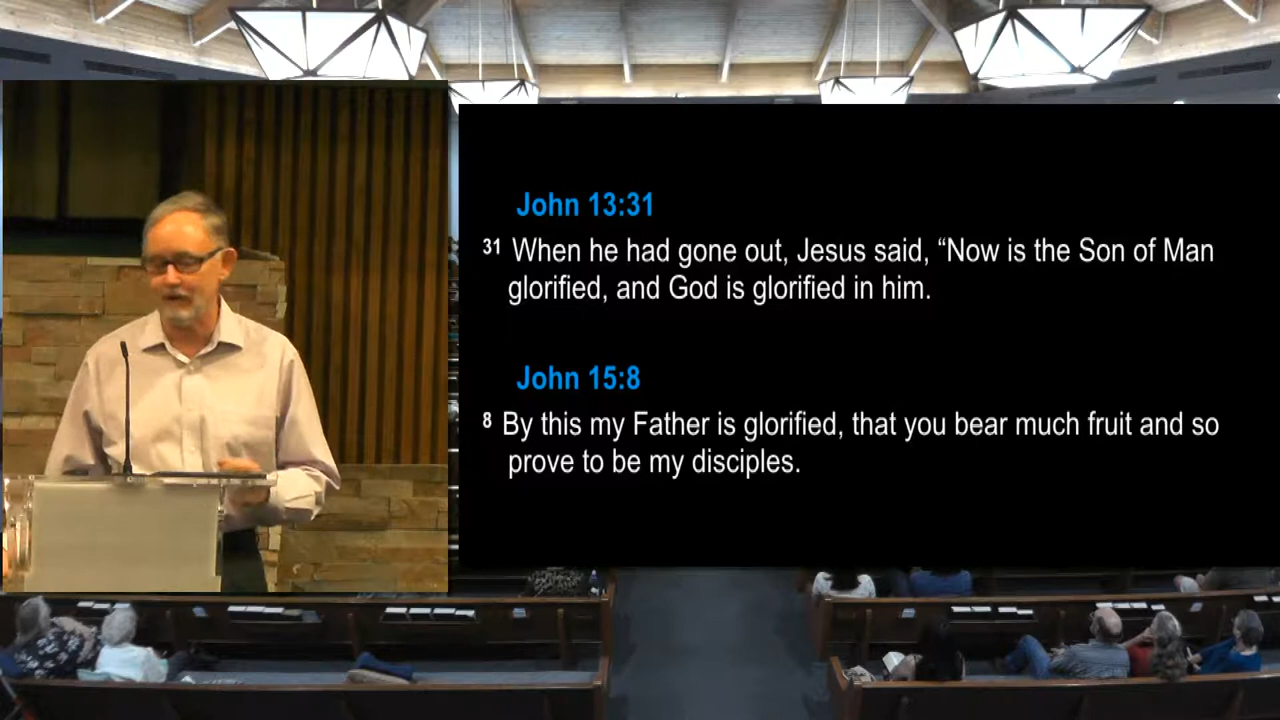 John 13:31
31 When he had gone out, Jesus said, “Now is the Son of Man
glorified, and God is glorified in him.
John 15:8
8 By this my Father is glorified, that you bear much fruit and so
prove to be my disciples.